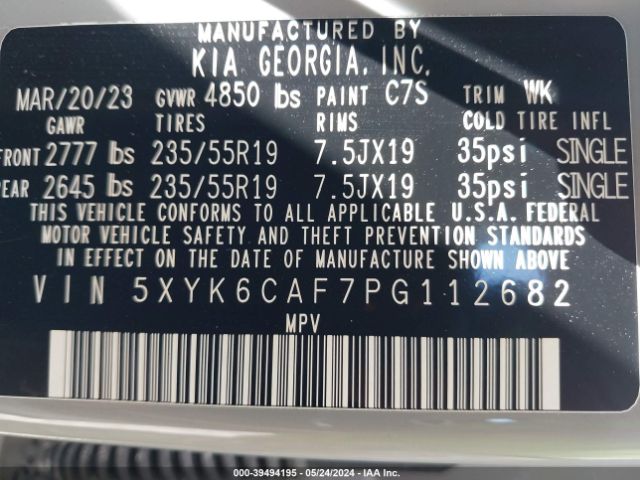 MANUFACTURED BY
KIA GEORGIA, INC.
MAR/20/23 GVWR 4850 lbs PAINT C7S TRIM WK
GAWR TIRES RIMS COLD TIRE INFL
FRONT 2777 lbs 235/55R19 7.5JX19 35psi SINGLE
REAR 2645 lbs 235/55R19 7.5JX19 35psi SINGLE
THIS VEHICLE CONFORMS TO ALL APPLICABLE U.S.A. FEDERAL
MOTOR VEHICLE SAFETY AND THEFT PREVENTION STANDARDS
IN EFFECT ON THE DATE OF MANUFACTURE SHOWN ABOVE.
VIN 5XYK6CAF7PG112682
MPV
© - 39494195 - 05/24/2024 - IAA, Inc.